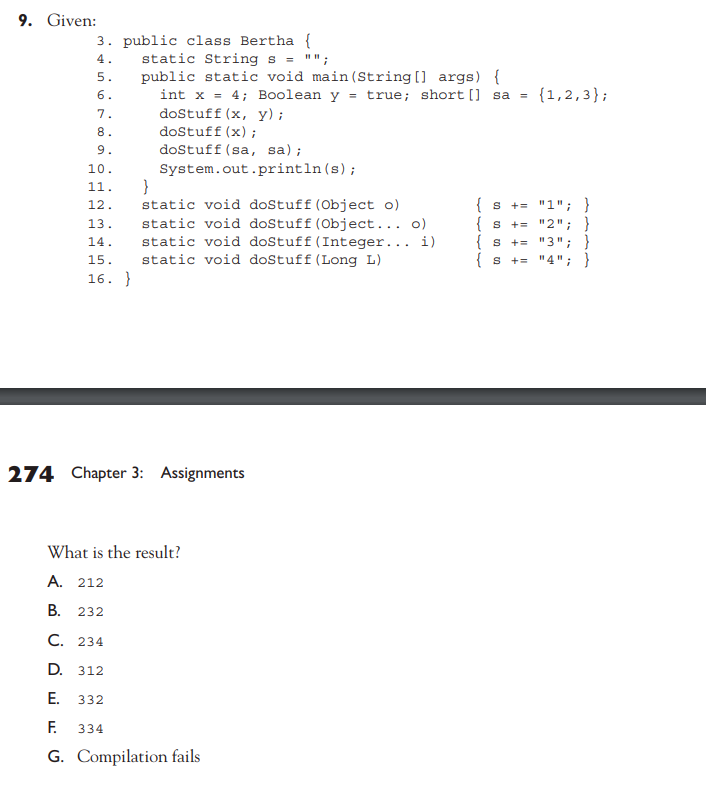 9. Given:
3. public class Bertha {
4. static String s = "";
5. public static void main(String[] args) {
6. int x = 4; Boolean y = true; short[] sa = {1,2,3};
7. doStuff(x, y);
8. doStuff(x);
9. doStuff(sa, sa);
10. System.out.println(s);
11. }
12. static void doStuff(Object o) { s += "1"; }
13. static void doStuff(Object... o) { s += "2"; }
14. static void doStuff(Integer... i) { s += "3"; }
15. static void doStuff(Long L) { s += "4"; }
16. }
274 Chapter 3: Assignments
What is the result?
A. 212
B. 232
C. 234
D. 312
E. 332
F. 334
G. Compilation fails